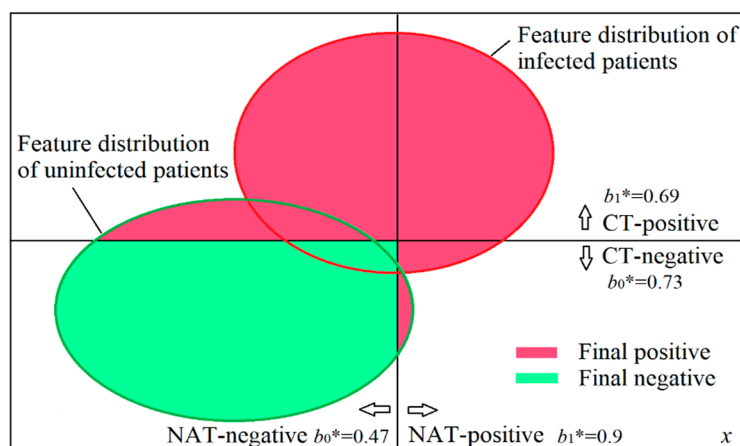 Feature distribution of
infected patients
Feature distribution
of uninfected patients
b₁*=0.69
CT-positive
CT-negative
b₀*=0.73
Final positive
Final negative
NAT-negative b₀*=0.47
NAT-positive b₁*=0.9
x